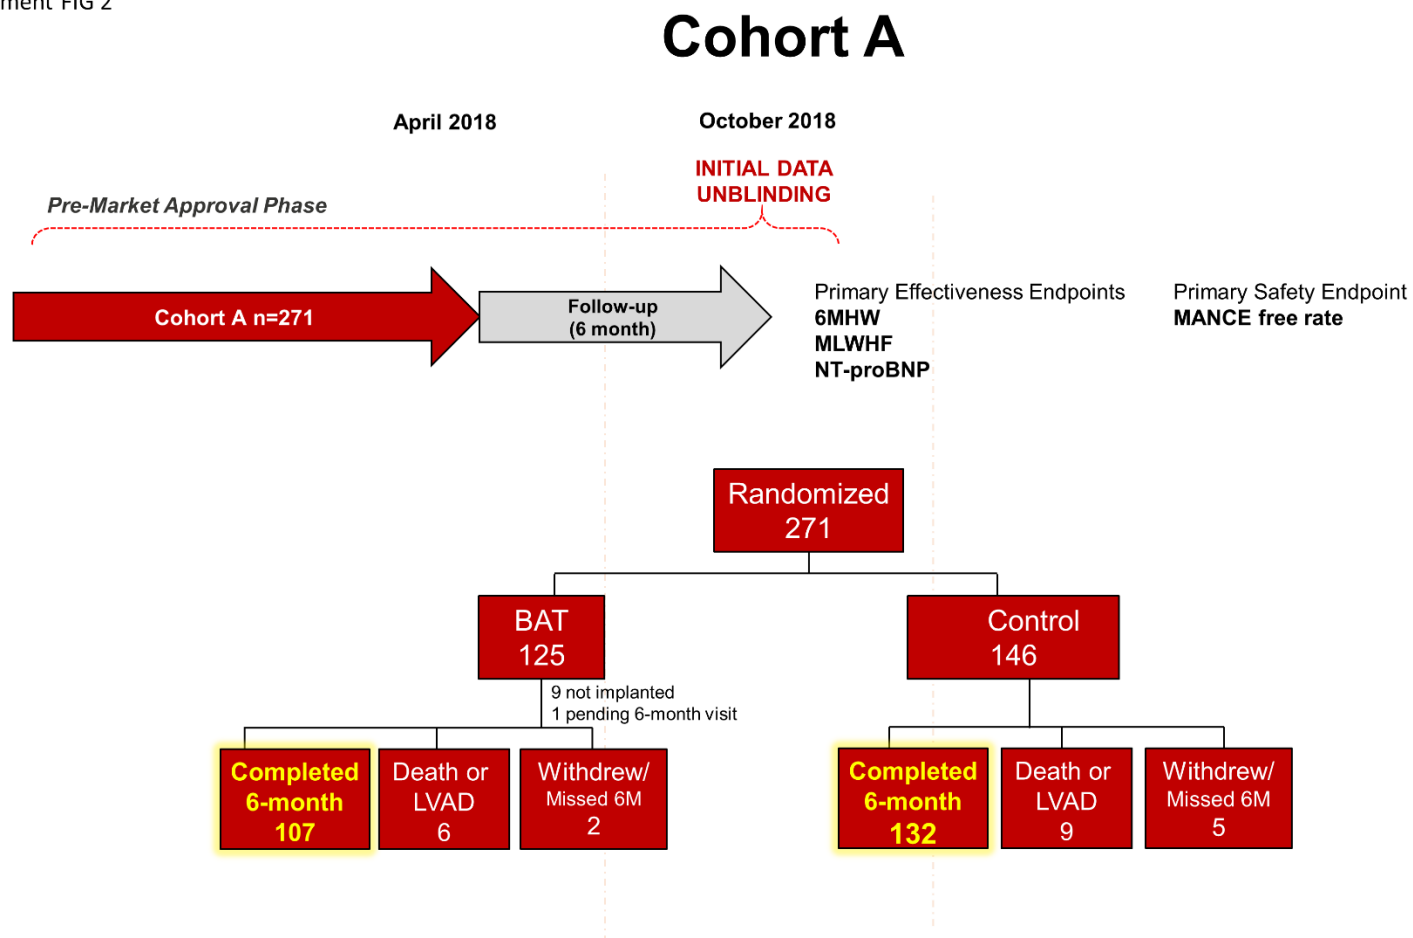 ment FIG 2
Cohort A
April 2018
October 2018
INITIAL DATA
UNBLINDING
Pre-Market Approval Phase
Cohort A n=271
Follow-up
(6 month)
Primary Effectiveness Endpoints
6MHW
MLWHF
NT-proBNP
Primary Safety Endpoint
MANCE free rate
Randomized
271
BAT
125
Control
146
9 not implanted
1 pending 6-month visit
Completed
6-month
107
Death or
LVAD
6
Withdrew/
Missed 6M
2
Completed
6-month
132
Death or
LVAD
9
Withdrew/
Missed 6M
5